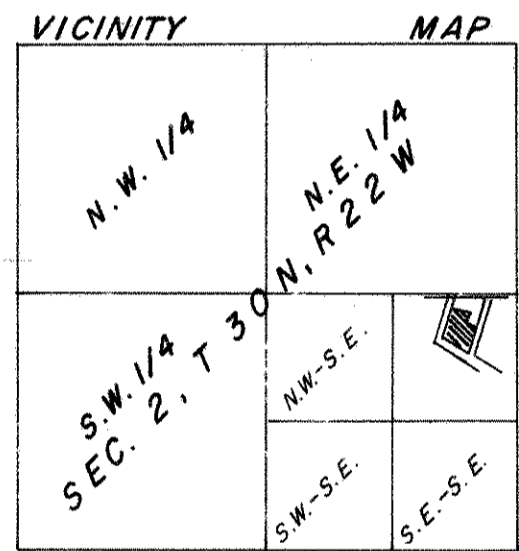 VICINITY MAP
N.W. 1/4
N.E. 1/4
S.W. 1/4
SEC. 2, T 30 N, R 22 W
N.W.-S.E.
S.W.-S.E.
S.E.-S.E.